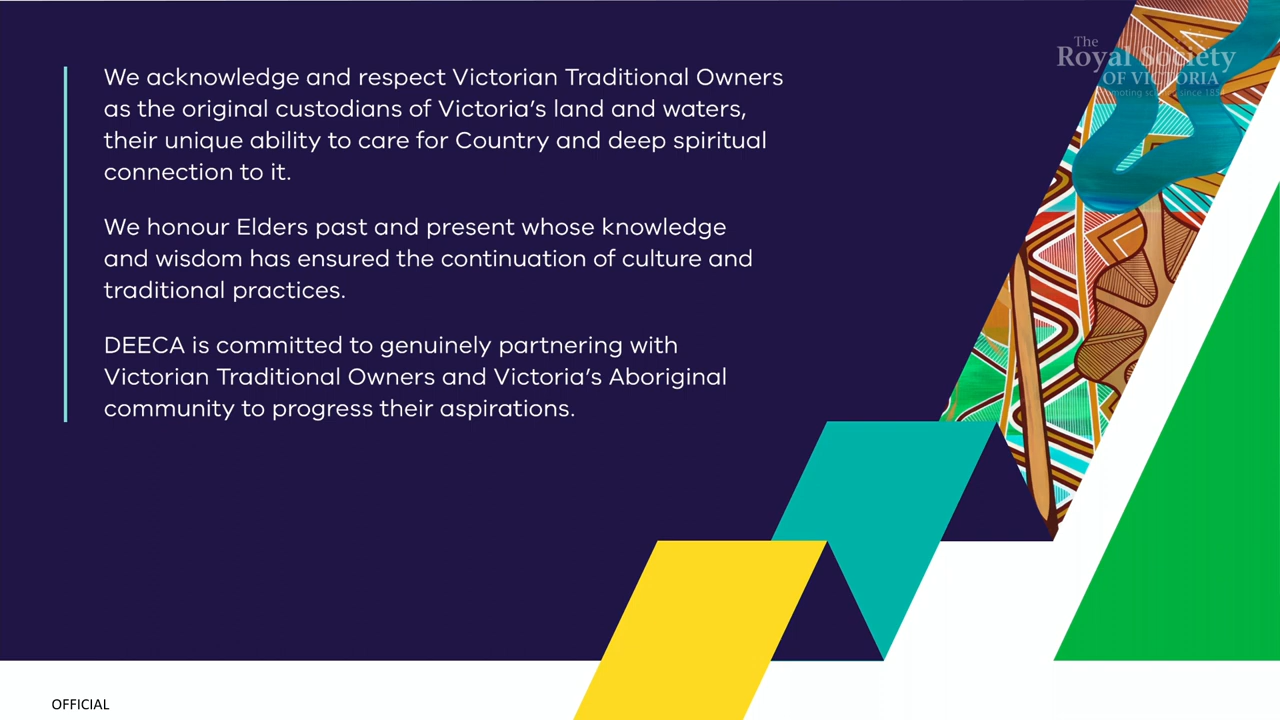 We acknowledge and respect Victorian Traditional Owners
as the original custodians of Victoria's land and waters,
their unique ability to care for Country and deep spiritual
connection to it.
We honour Elders past and present whose knowledge
and wisdom has ensured the continuation of culture and
traditional practices.
DEECA is committed to genuinely partnering with
Victorian Traditional Owners and Victoria's Aboriginal
community to progress their aspirations.
The
Royal Society
OF VICTORIA
since
OFFICIAL